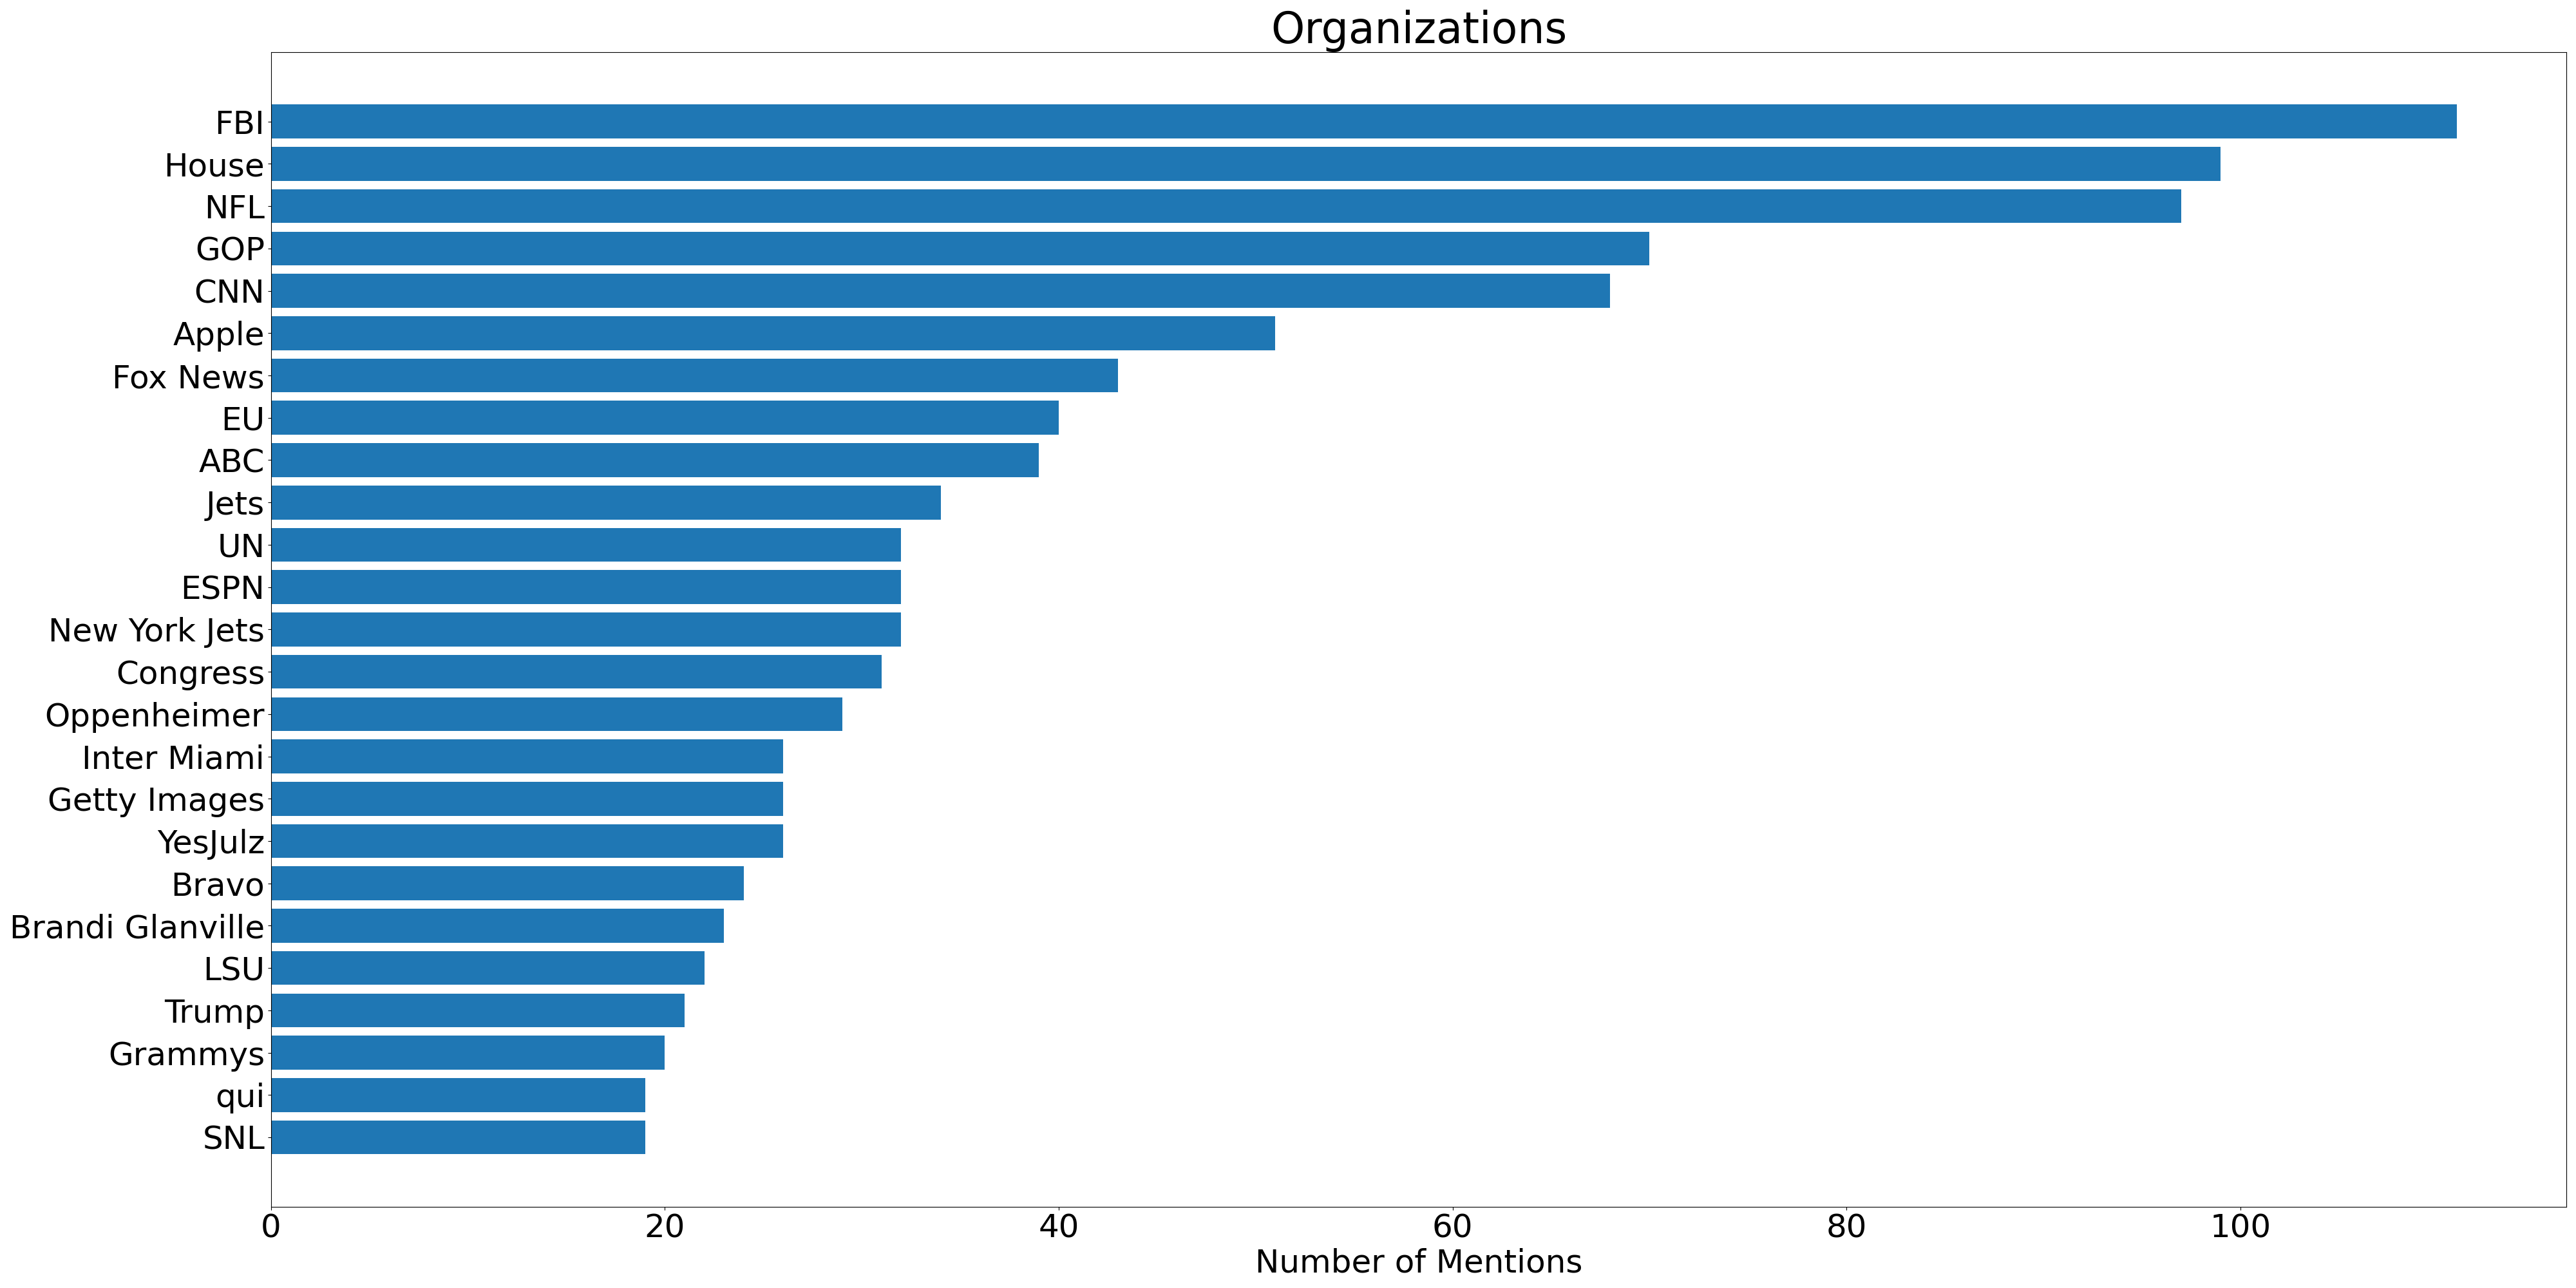 Organizations
FBI
House
NFL
GOP
CNN
Apple
Fox News
EU
ABC
Jets
UN
ESPN
New York Jets
Congress
Oppenheimer
Inter Miami
Getty Images
YesJulz
Bravo
Brandi Glanville
LSU
Trump
Grammys
qui
SNL
0 20 40 60 80 100
Number of Mentions